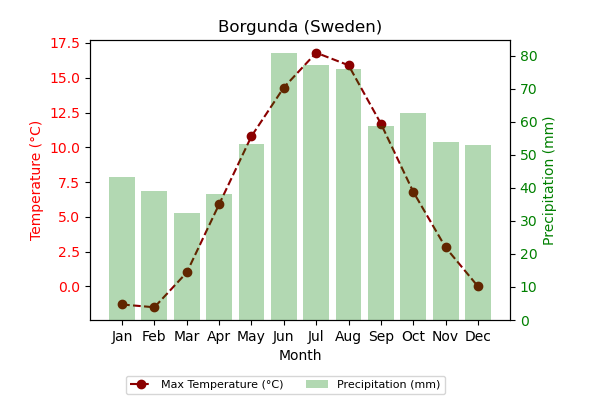 Borgunda (Sweden)
17.5
15.0
12.5
10.0
7.5
5.0
2.5
0.0
Temperature (°C)
80
70
60
50
40
30
20
10
0
Precipitation (mm)
Jan Feb Mar Apr May Jun Jul Aug Sep Oct Nov Dec
Month
Max Temperature (°C) Precipitation (mm)